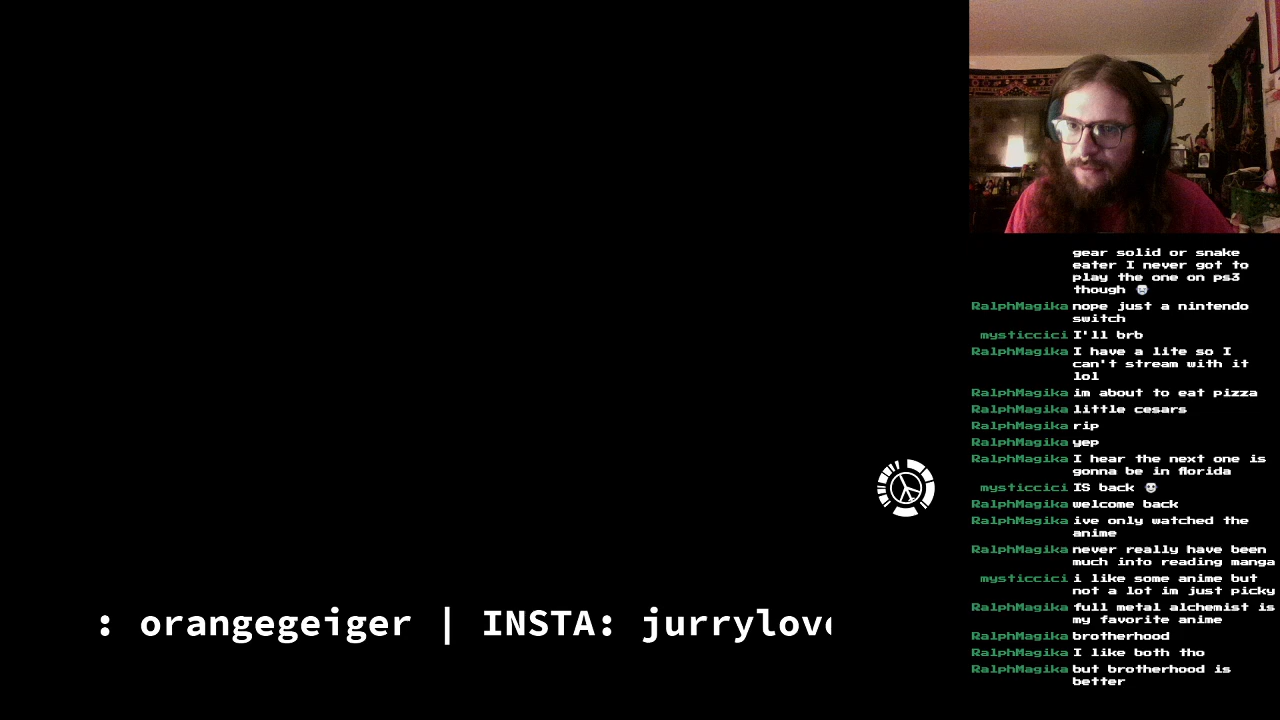 gear solid or snake
eater I never got to
play the one on ps3
though
RalphMagika nope just a nintendo
switch
mysticcici I'll brb
RalphMagika I have a lite so I
can't stream with it
lol
RalphMagika im about to eat pizza
RalphMagika little cesars
RalphMagika rip
RalphMagika yep
RalphMagika I hear the next one is
gonna be in florida
mysticcici IS back
RalphMagika welcome back
RalphMagika ive only watched the
anime
RalphMagika never really have been
much into reading manga
mysticcici i like some anime but
not a lot im just picky
RalphMagika full metal alchemist is
my favorite anime
RalphMagika brotherhood
RalphMagika I like both tho
RalphMagika but brotherhood is
better
: orangegeiger | INSTA: jurrylov